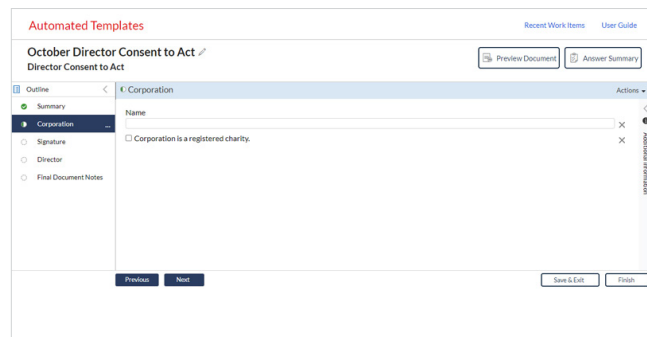 Automated Templates
Recent Work Items User Guide
October Director Consent to Act
Director Consent to Act
Preview Document Answer Summary
Outline
Corporation
Actions
Summary
Corporation ...
Signature
Director
Final Document Notes
Name
Corporation is a registered charity.
Additional Information
Previous Next
Save & Exit Finish